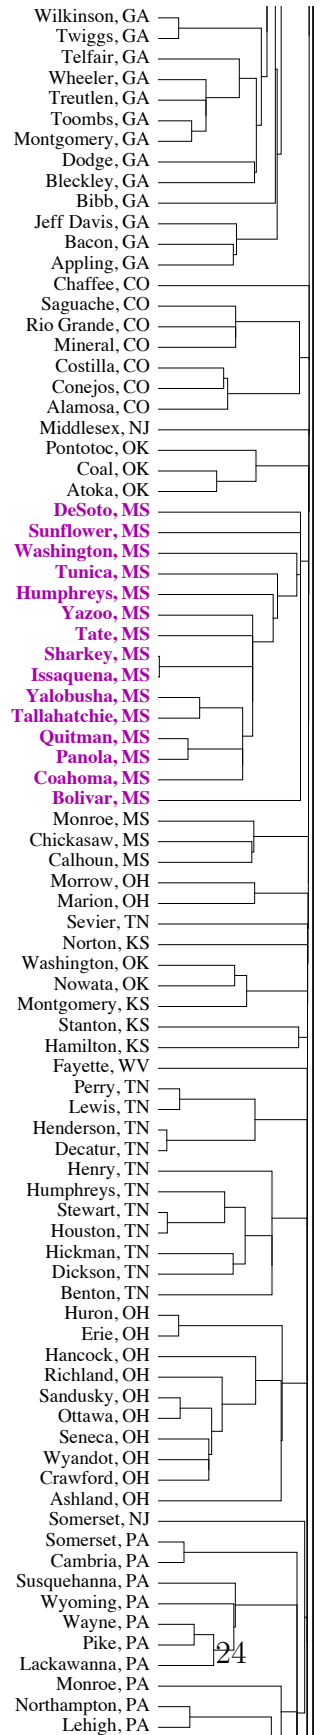 Wilkinson, GA
Twiggs, GA
Telfair, GA
Wheeler, GA
Treutlen, GA
Toombs, GA
Montgomery, GA
Dodge, GA
Bleckley, GA
Bibb, GA
Jeff Davis, GA
Bacon, GA
Appling, GA
Chaffee, CO
Saguache, CO
Rio Grande, CO
Mineral, CO
Costilla, CO
Conejos, CO
Alamosa, CO
Middlesex, NJ
Pontotoc, OK
Coal, OK
Atoka, OK
DeSoto, MS
Sunflower, MS
Washington, MS
Tunica, MS
Humphreys, MS
Yazoo, MS
Tate, MS
Sharkey, MS
Issaquena, MS
Yalobusha, MS
Tallahatchie, MS
Quitman, MS
Panola, MS
Coahoma, MS
Bolivar, MS
Monroe, MS
Chickasaw, MS
Calhoun, MS
Morrow, OH
Marion, OH
Sevier, TN
Norton, KS
Washington, OK
Nowata, OK
Montgomery, KS
Stanton, KS
Hamilton, KS
Fayette, WV
Perry, TN
Lewis, TN
Henderson, TN
Decatur, TN
Henry, TN
Humphreys, TN
Stewart, TN
Houston, TN
Hickman, TN
Dickson, TN
Benton, TN
Huron, OH
Erie, OH
Hancock, OH
Richland, OH
Sandusky, OH
Ottawa, OH
Seneca, OH
Wyandot, OH
Crawford, OH
Ashland, OH
Somerset, NJ
Somerset, PA
Cambria, PA
Susquehanna, PA
Wyoming, PA
Wayne, PA
Pike, PA
24
Lackawanna, PA
Monroe, PA
Northampton, PA
Lehigh, PA